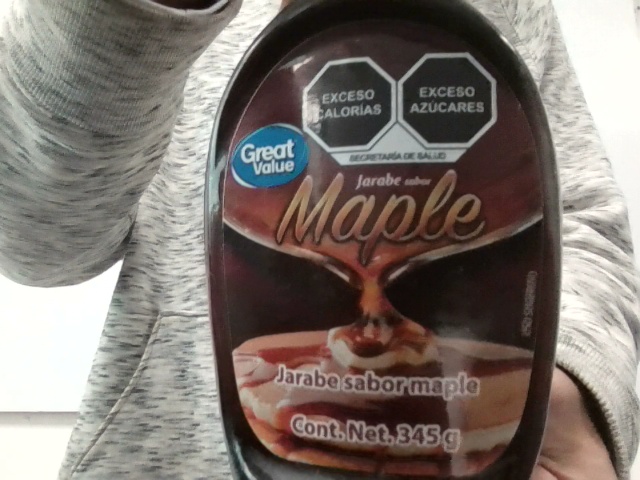 EXCESO
CALORÍAS
EXCESO
AZÚCARES
SECRETARÍA DE SALUD
Great
Value
Jarabe sabor
Maple
Jarabe sabor maple
Cont. Net. 345 g